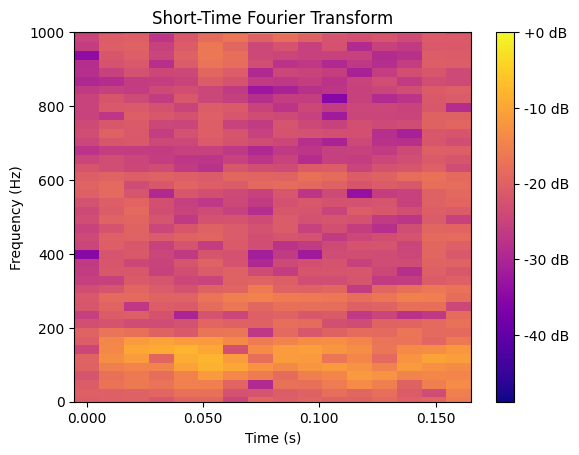 Short-Time Fourier Transform
1000
800
600
400
200
0
Frequency (Hz)
0.000
0.050
0.100
0.150
Time (s)
+0 dB
-10 dB
-20 dB
-30 dB
-40 dB